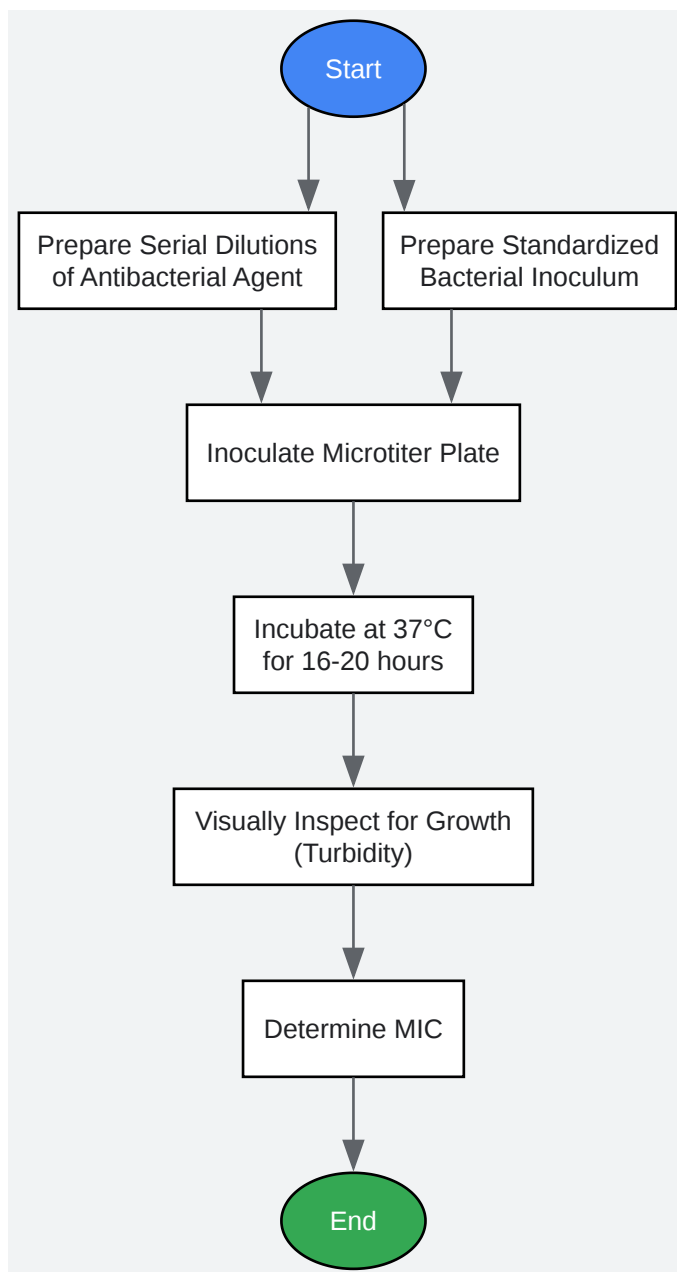 Start
Prepare Serial Dilutions
of Antibacterial Agent
Prepare Standardized
Bacterial Inoculum
Inoculate Microtiter Plate
Incubate at 37°C
for 16-20 hours
Visually Inspect for Growth
(Turbidity)
Determine MIC
End